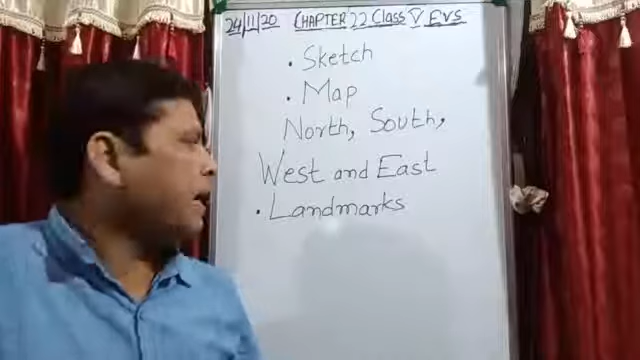 24/11/20 CHAPTER 22 Class V EVS
. Sketch
. Map
North, South,
West and East
. Landmarks